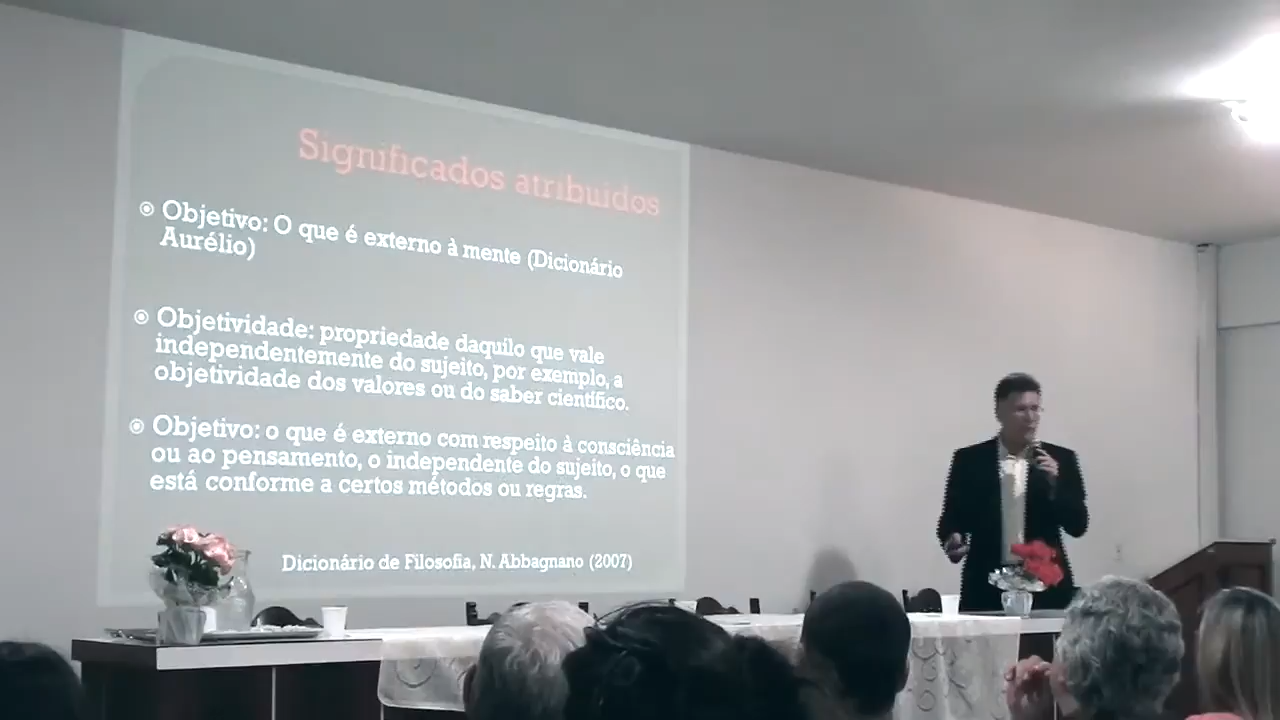 Significados atribuidos
Objetivo: O que é externo à mente (Dicionário
Aurélio)
Objetividade: propriedade daquilo que vale
independentemente do sujeito, por exemplo, a
objetividade dos valores ou do saber científico.
Objetivo: o que é externo com respeito à consciência
ou ao pensamento, o independente do sujeito, o que
está conforme a certos métodos ou regras.
Dicionário de Filosofia, N. Abbagnano (2007)